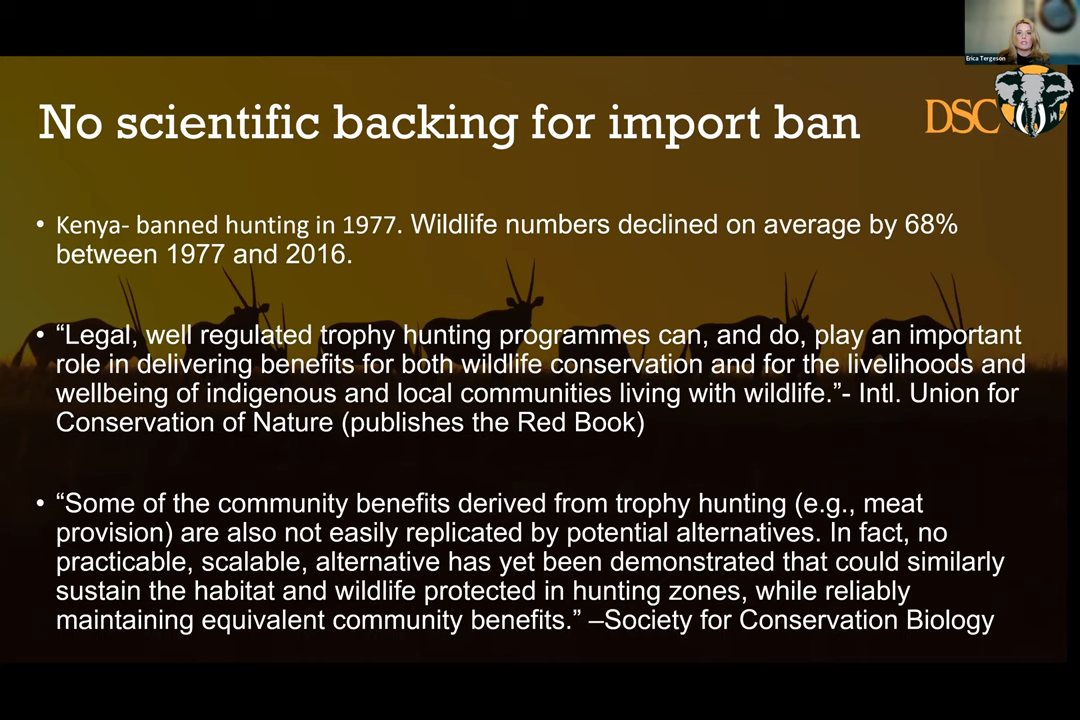 Erica Tergeson
No scientific backing for import ban
DSC
• Kenya- banned hunting in 1977. Wildlife numbers declined on average by 68%
between 1977 and 2016.
• “Legal, well regulated trophy hunting programmes can, and do, play an important
role in delivering benefits for both wildlife conservation and for the livelihoods and
wellbeing of indigenous and local communities living with wildlife.”- Intl. Union for
Conservation of Nature (publishes the Red Book)
• “Some of the community benefits derived from trophy hunting (e.g., meat
provision) are also not easily replicated by potential alternatives. In fact, no
practicable, scalable, alternative has yet been demonstrated that could similarly
sustain the habitat and wildlife protected in hunting zones, while reliably
maintaining equivalent community benefits.” –Society for Conservation Biology